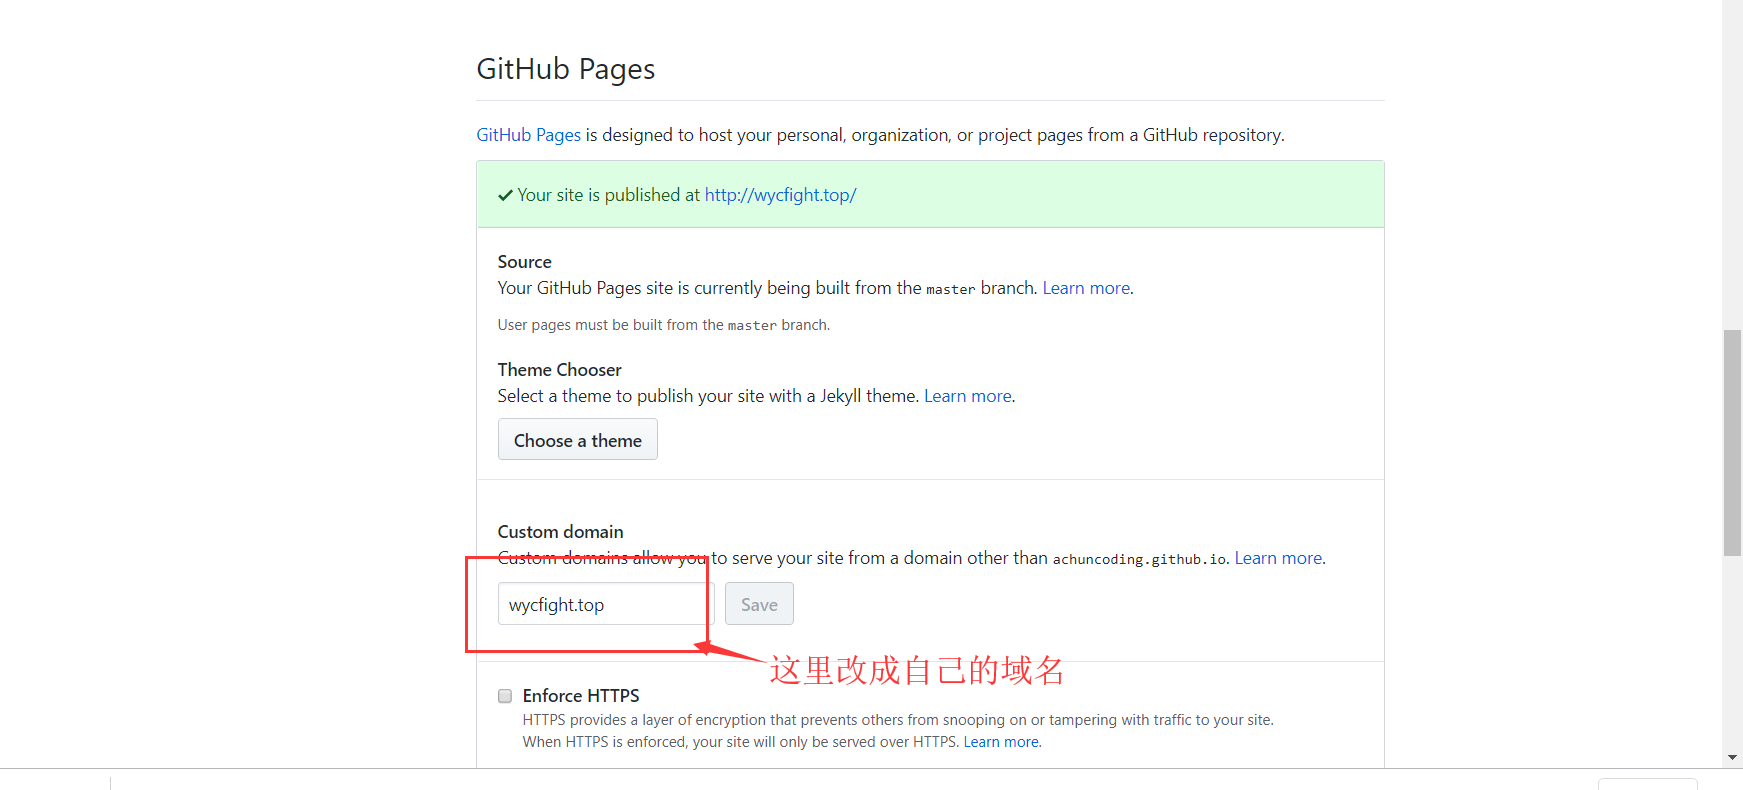 GitHub Pages
GitHub Pages is designed to host your personal, organization, or project pages from a GitHub repository.
Your site is published at http://wycfight.top/
Source
Your GitHub Pages site is currently being built from the master branch. Learn more.
User pages must be built from the master branch.
Theme Chooser
Select a theme to publish your site with a Jekyll theme. Learn more.
Choose a theme
Custom domain
Custom domains allow you to serve your site from a domain other than achuncoding.github.io. Learn more.
wycfight.top Save
这里改成自己的域名
Enforce HTTPS
HTTPS provides a layer of encryption that prevents others from snooping on or tampering with traffic to your site.
When HTTPS is enforced, your site will only be served over HTTPS. Learn more.